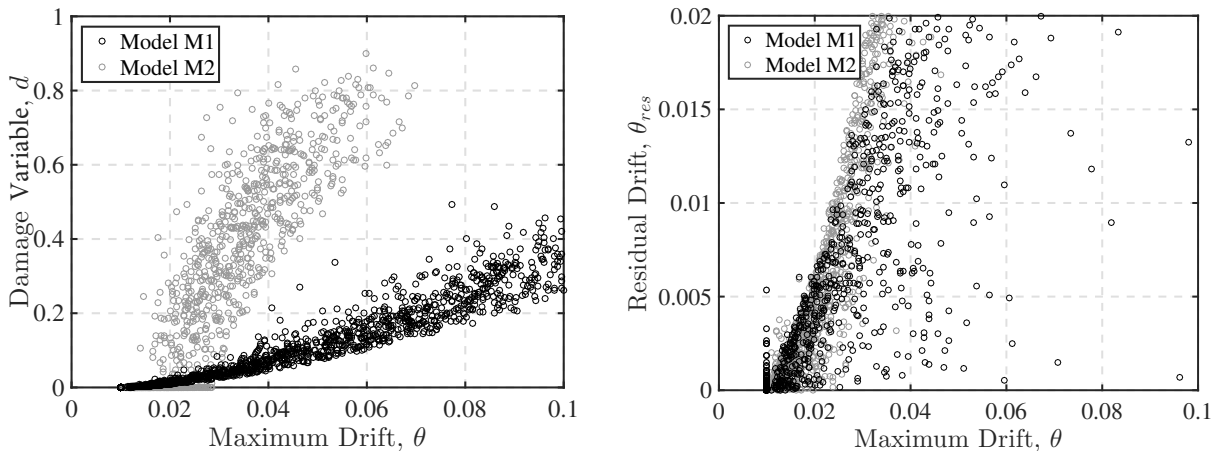 Model M1
Model M2
Damage Variable, d
1
0.8
0.6
0.4
0.2
0
0 0.02 0.04 0.06 0.08 0.1
Maximum Drift, θ
Model M1
Model M2
Residual Drift, θres
0.02
0.015
0.01
0.005
0
0 0.02 0.04 0.06 0.08 0.1
Maximum Drift, θ